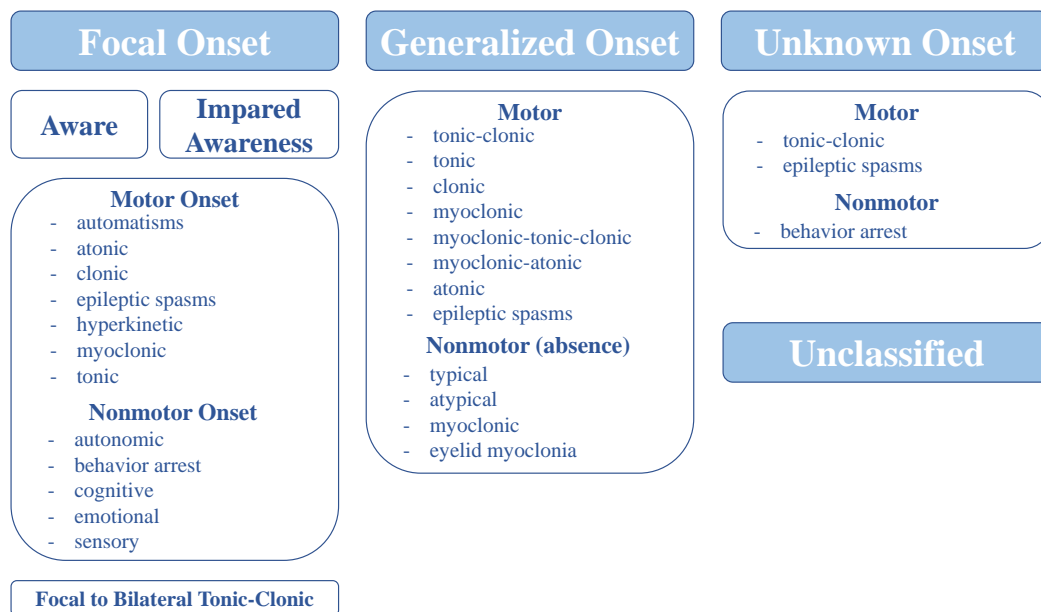 Focal Onset
Aware
Impared
Awareness
Motor Onset
- automatisms
- atonic
- clonic
- epileptic spasms
- hyperkinetic
- myoclonic
- tonic
Nonmotor Onset
- autonomic
- behavior arrest
- cognitive
- emotional
- sensory
Focal to Bilateral Tonic-Clonic
Generalized Onset
Motor
- tonic-clonic
- tonic
- clonic
- myoclonic
- myoclonic-tonic-clonic
- myoclonic-atonic
- atonic
- epileptic spasms
Nonmotor (absence)
- typical
- atypical
- myoclonic
- eyelid myoclonia
Unknown Onset
Motor
- tonic-clonic
- epileptic spasms
Nonmotor
- behavior arrest
Unclassified